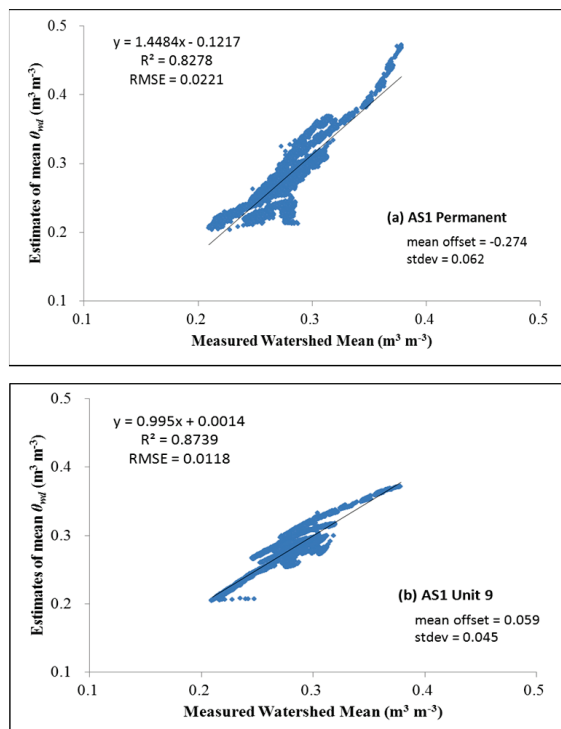 0.5
y = 1.4484x - 0.1217
R² = 0.8278
RMSE = 0.0221
0.4
0.3
0.2
0.1
Estimates of mean θwd (m³ m⁻³)
(a) AS1 Permanent
mean offset = -0.274
stdev = 0.062
0.1 0.2 0.3 0.4 0.5
Measured Watershed Mean (m³ m⁻³)
0.5
y = 0.995x + 0.0014
R² = 0.8739
RMSE = 0.0118
0.4
0.3
0.2
0.1
Estimates of mean θwd (m³ m⁻³)
(b) AS1 Unit 9
mean offset = 0.059
stdev = 0.045
0.1 0.2 0.3 0.4 0.5
Measured Watershed Mean (m³ m⁻³)